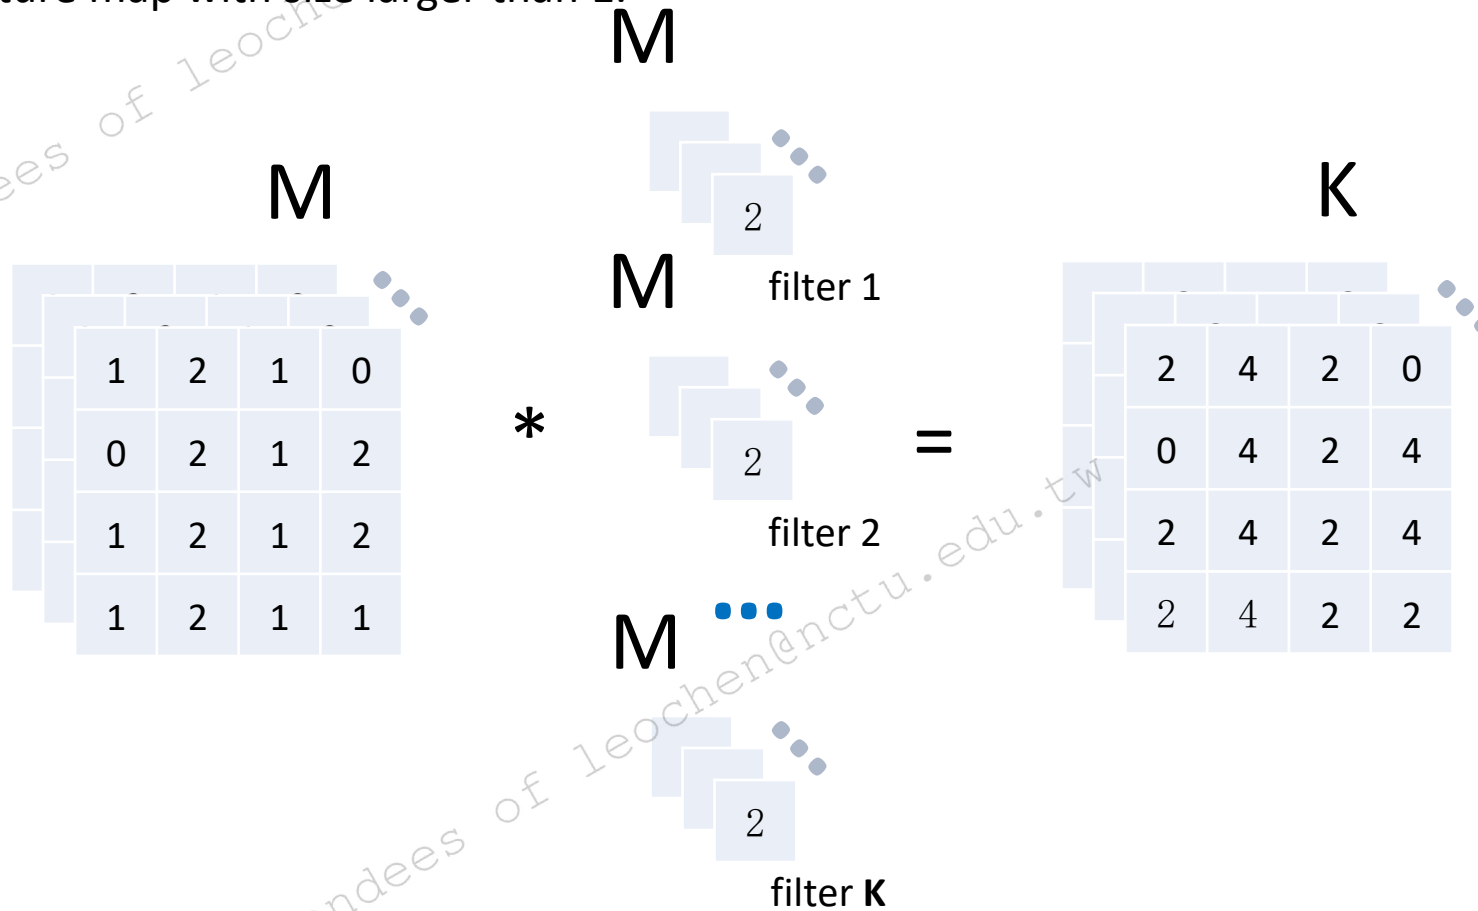 M
2
filter 1
M
1 2 1 0
0 2 1 2
1 2 1 2
1 2 1 1
*
M
2
filter 2
M
2
filter K
=
K
2 4 2 0
0 4 2 4
2 4 2 4
2 4 2 2
ees of leoche
ndees of leochen@nctu.edu.tw